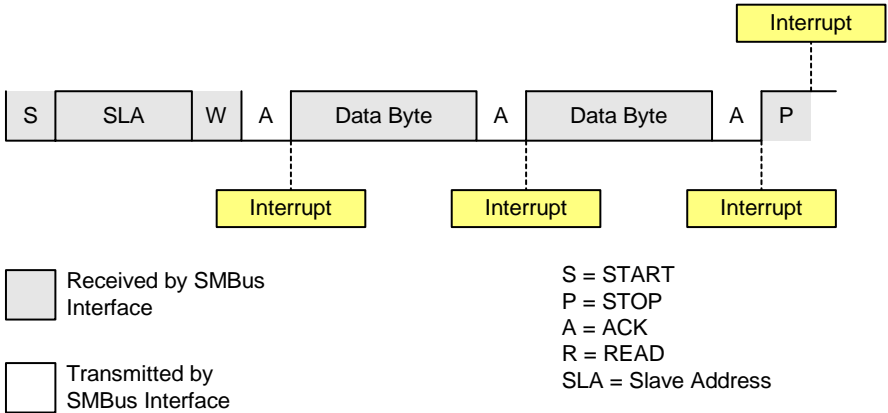 Interrupt
S SLA W A Data Byte A Data Byte A P
Interrupt Interrupt Interrupt
Received by SMBus
Interface
Transmitted by
SMBus Interface
S = START
P = STOP
A = ACK
R = READ
SLA = Slave Address